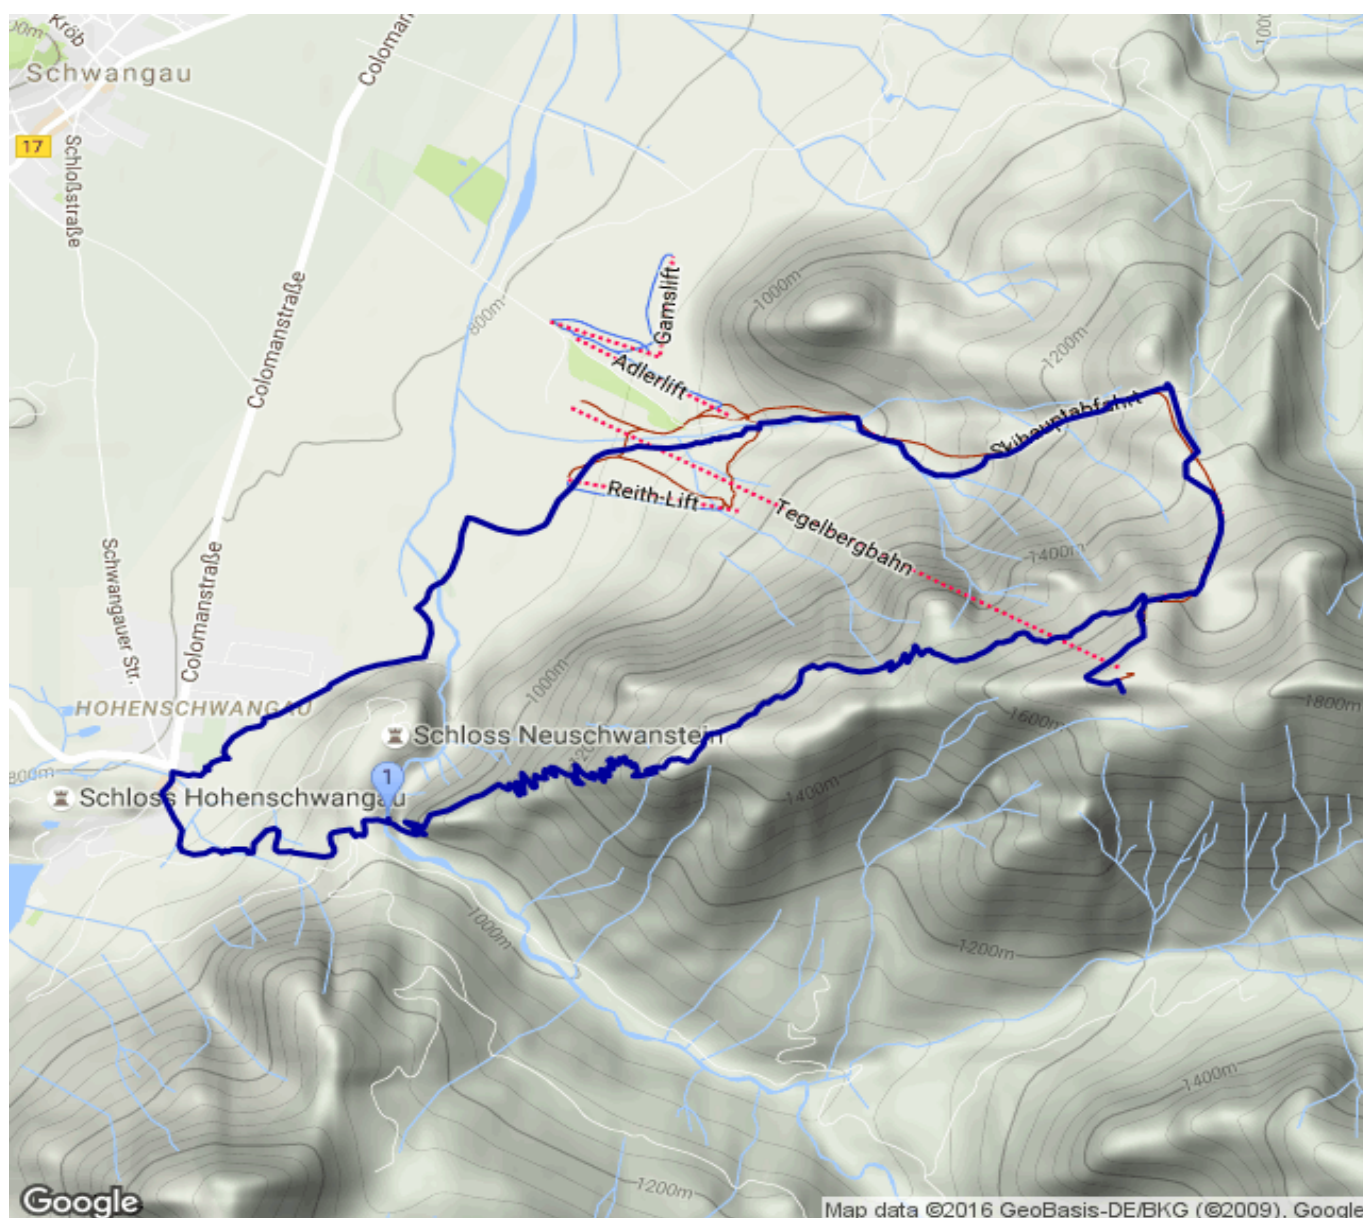 Kröb
Schwangau
17
Schloßstraße
Colomanstraße
800m
Gamslift
Adlerlift
1000m
1200m
Skihauptabfahrt
Reith-Lift
Tegelbergbahn
1400m
Schwangauer Str.
Colomanstraße
HOHENSCHWANGAU
1000m
Schloss Neuschwanstein
1600m
1800m
800m
1
Schloss Hohenschwangau
1400m
1000m
1200m
1400m
1200m
Google
Map data ©2016 GeoBasis-DE/BKG (©2009), Google